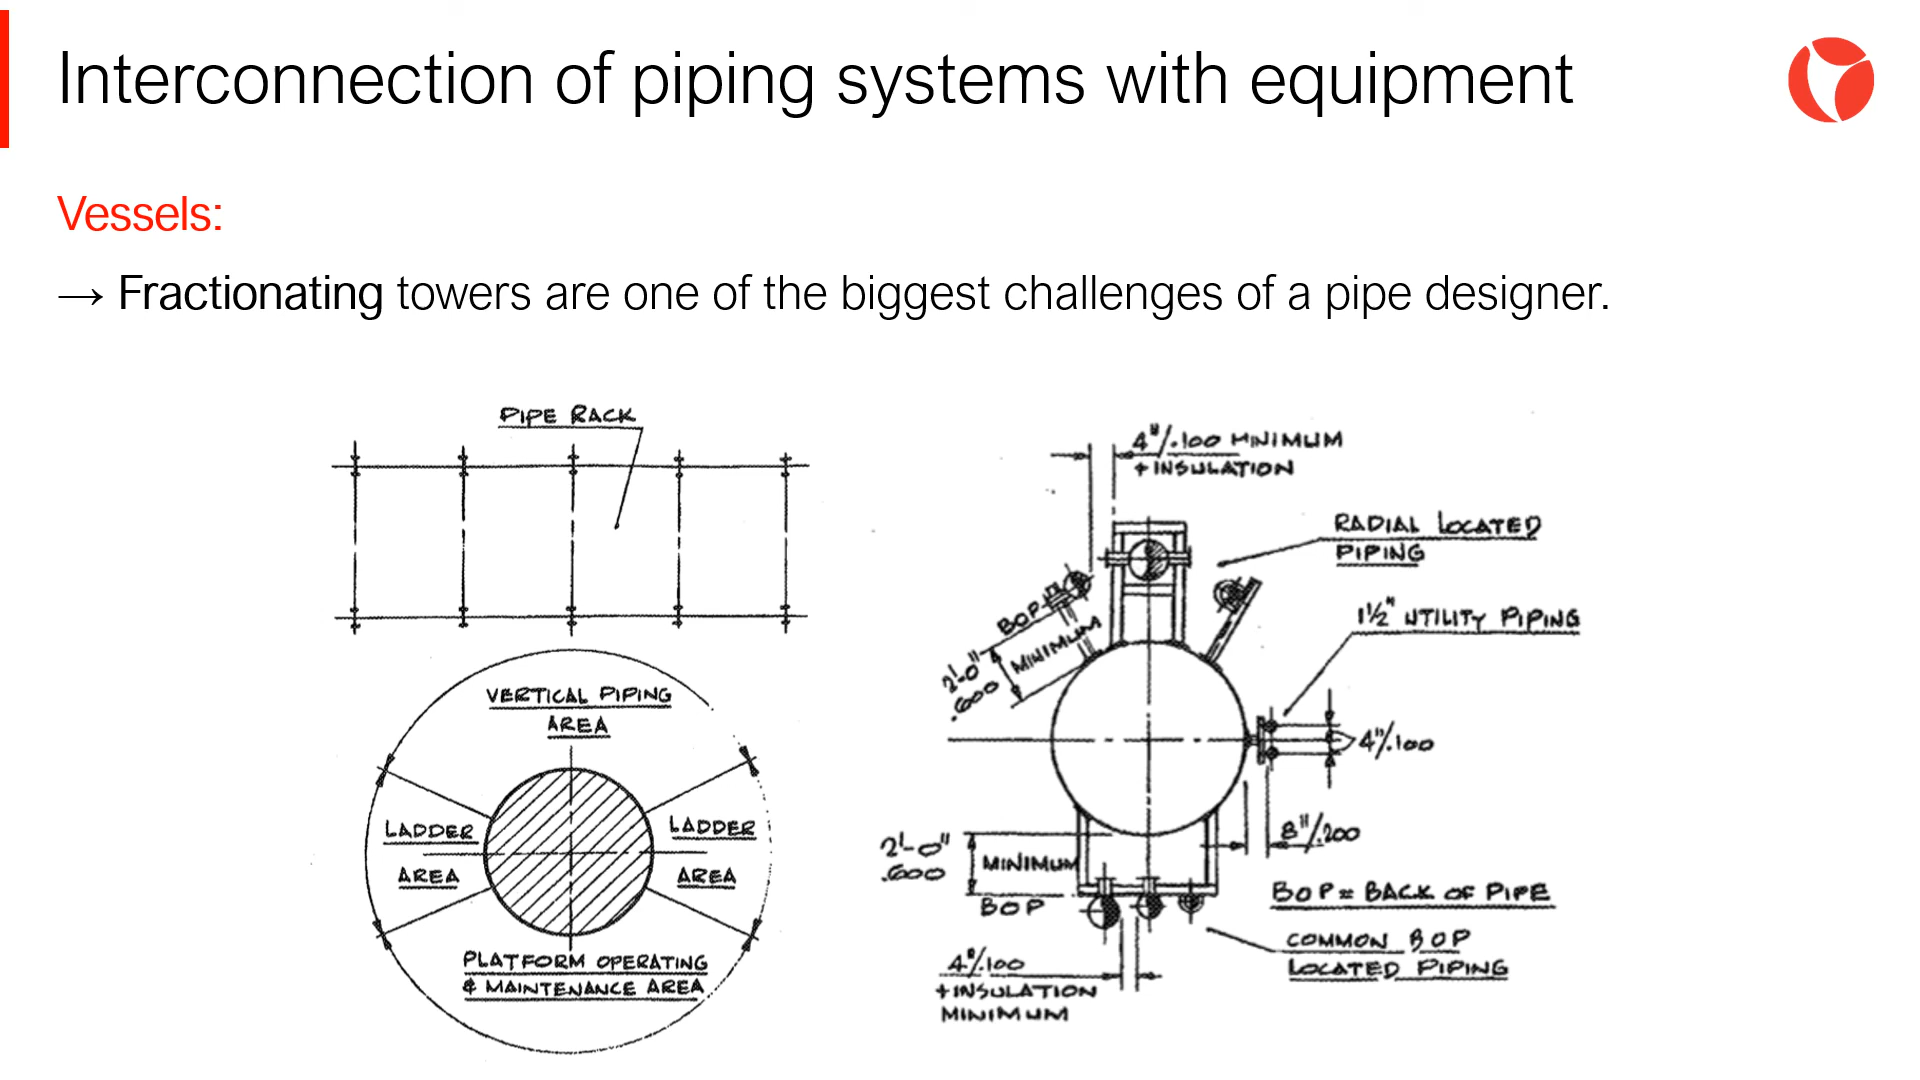 Interconnection of piping systems with equipment
Vessels:
→ Fractionating towers are one of the biggest challenges of a pipe designer.
PIPE RACK
VERTICAL PIPING
AREA
LADDER
AREA
LADDER
AREA
PLATFORM OPERATING
& MAINTENANCE AREA
4"/.100 MINIMUM
+ INSULATION
RADIAL LOCATED
PIPING
1½" UTILITY PIPING
BOP
2'-0"
.600
MINIMUM
4"/.100
8"/.200
2'-0"
.600
MINIMUM
BOP
BOP = BACK OF PIPE
COMMON BOP
LOCATED PIPING
4"/.100
+ INSULATION
MINIMUM